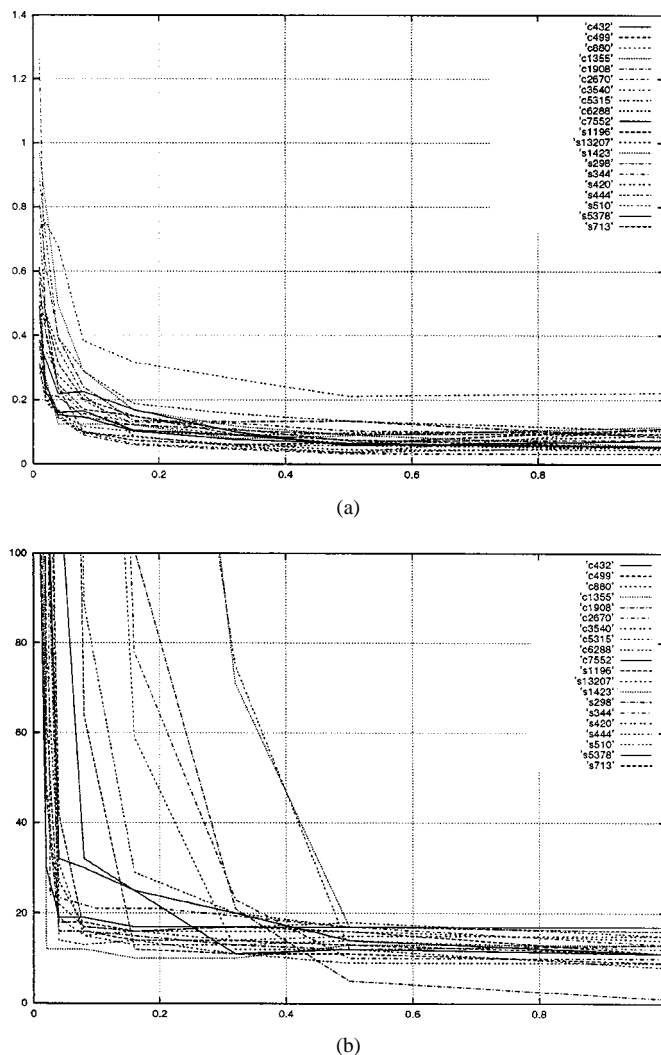 1.4
1.2
1
0.8
0.6
0.4
0.2
0
0
0.2
0.4
0.6
0.8
'c432'
'c499'
'c880'
'c1355'
'c1908'
'c2670'
'c3540'
'c5315'
'c6288'
'c7552'
's1196'
's13207'
's1423'
's298'
's344'
's420'
's444'
's510'
's5378'
's713'
(a)
100
80
60
40
20
0
0
0.2
0.4
0.6
0.8
'c432'
'c499'
'c880'
'c1355'
'c1908'
'c2670'
'c3540'
'c5315'
'c6288'
'c7552'
's1196'
's13207'
's1423'
's298'
's344'
's420'
's444'
's510'
's5378'
's713'
(b)